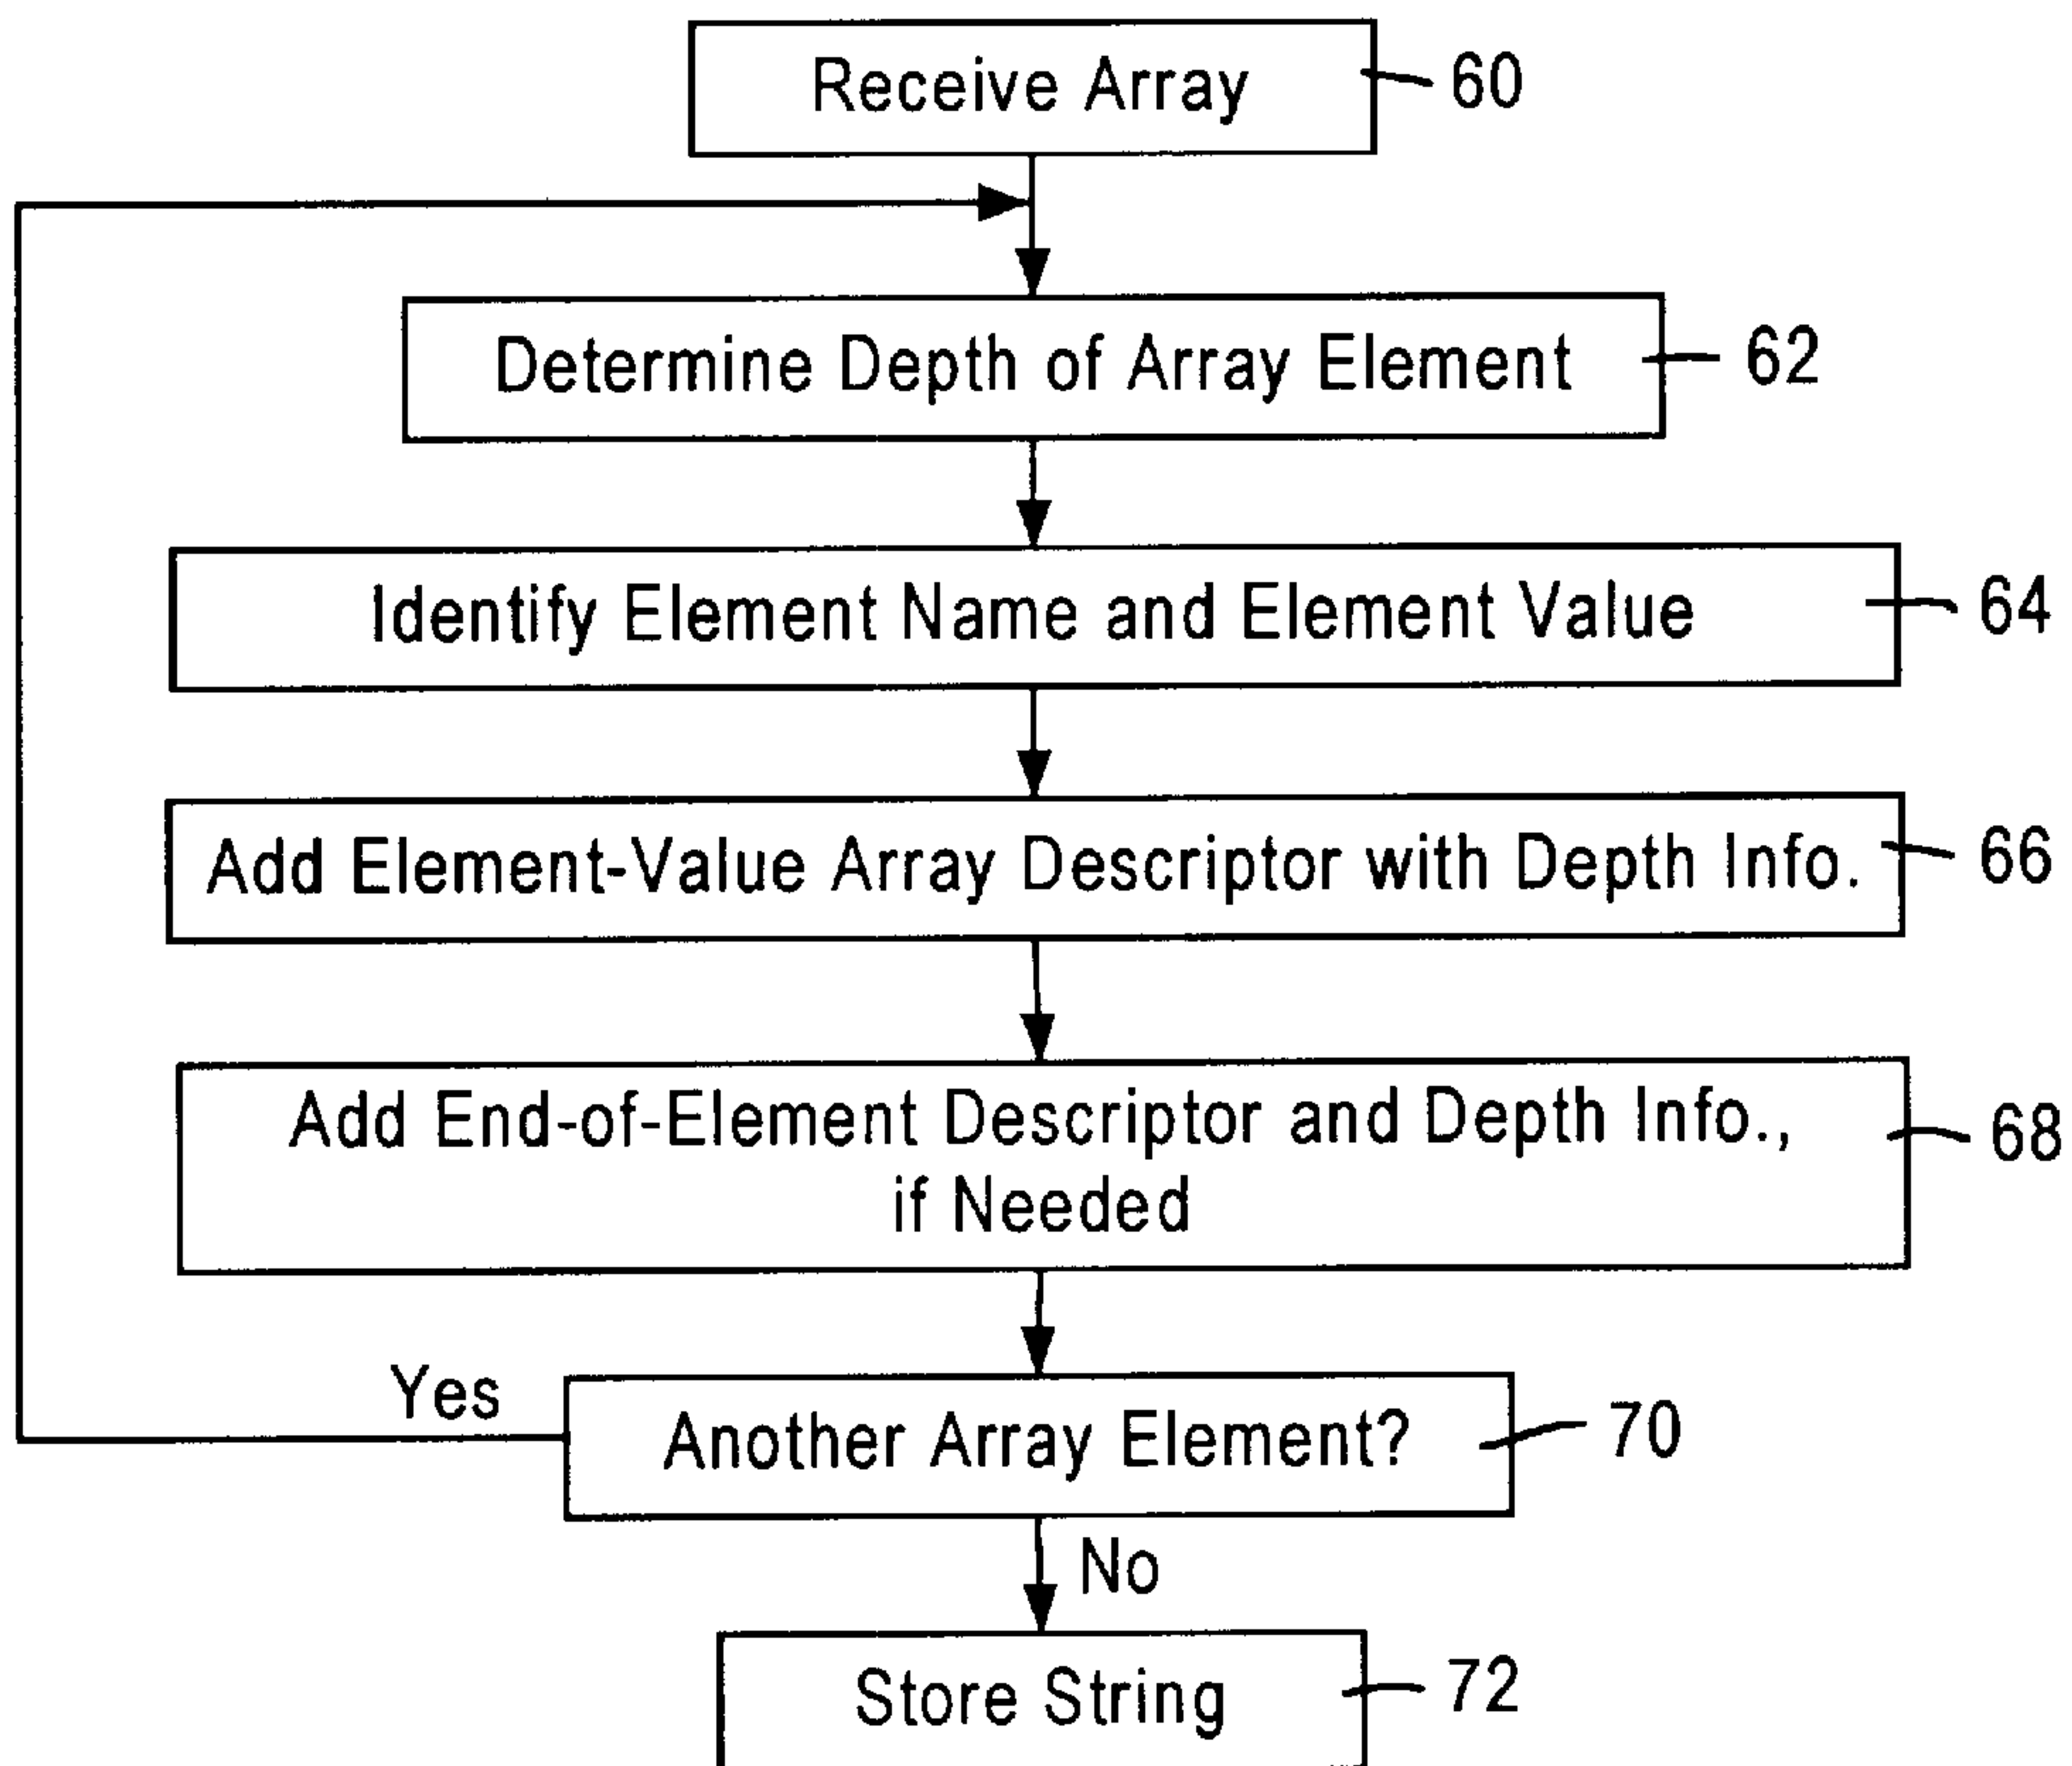 Receive Array
60
Determine Depth of Array Element
62
Identify Element Name and Element Value
64
Add Element-Value Array Descriptor with Depth Info.
66
Add End-of-Element Descriptor and Depth Info.,
if Needed
68
Yes
Another Array Element?
70
No
Store String
72